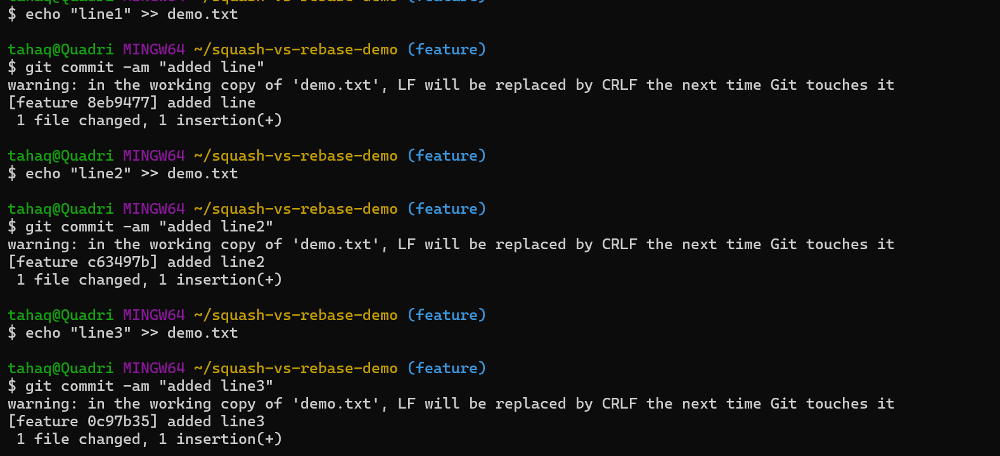 tahaq@Quadri MINGW64 ~/squash-vs-rebase-demo (feature)
$ echo "line1" >> demo.txt
tahaq@Quadri MINGW64 ~/squash-vs-rebase-demo (feature)
$ git commit -am "added line"
warning: in the working copy of 'demo.txt', LF will be replaced by CRLF the next time Git touches it
[feature 8eb9477] added line
 1 file changed, 1 insertion(+)
tahaq@Quadri MINGW64 ~/squash-vs-rebase-demo (feature)
$ echo "line2" >> demo.txt
tahaq@Quadri MINGW64 ~/squash-vs-rebase-demo (feature)
$ git commit -am "added line2"
warning: in the working copy of 'demo.txt', LF will be replaced by CRLF the next time Git touches it
[feature c63497b] added line2
 1 file changed, 1 insertion(+)
tahaq@Quadri MINGW64 ~/squash-vs-rebase-demo (feature)
$ echo "line3" >> demo.txt
tahaq@Quadri MINGW64 ~/squash-vs-rebase-demo (feature)
$ git commit -am "added line3"
warning: in the working copy of 'demo.txt', LF will be replaced by CRLF the next time Git touches it
[feature 0c97b35] added line3
 1 file changed, 1 insertion(+)